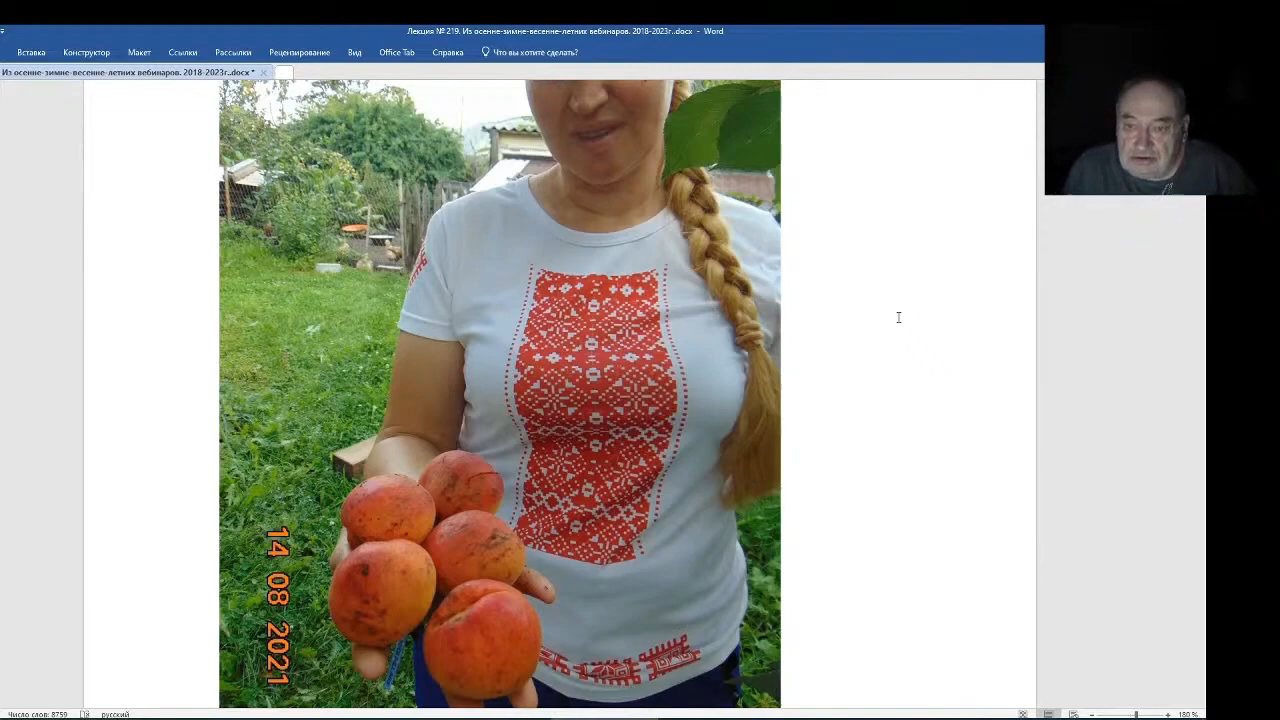 Лекция № 219. Из осенне-зимне-весенне-летних вебинаров. 2018-2023г..docx - Word
Вставка Конструктор Макет Ссылки Рассылки Рецензирование Вид Office Tab Справка Что вы хотите сделать?
Из осенне-зимне-весенне-летних вебинаров. 2018-2023г..docx *
14 08 2021
Число слов: 8759 русский 180 %